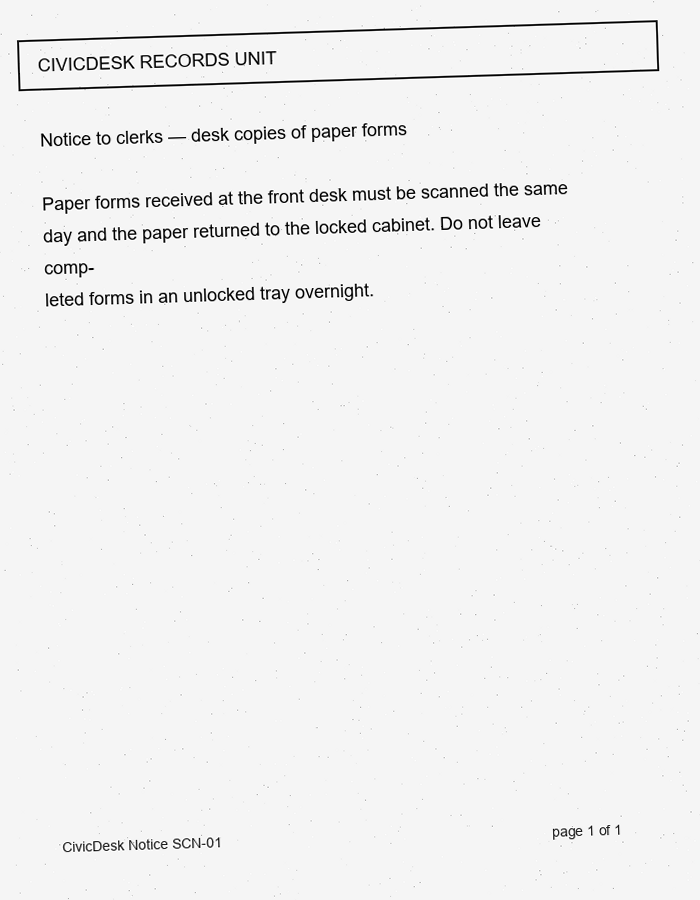 CIVICDESK RECORDS UNIT
Notice to clerks — desk copies of paper forms
Paper forms received at the front desk must be scanned the same
day and the paper returned to the locked cabinet. Do not leave
comp-
leted forms in an unlocked tray overnight.
CivicDesk Notice SCN-01
page 1 of 1